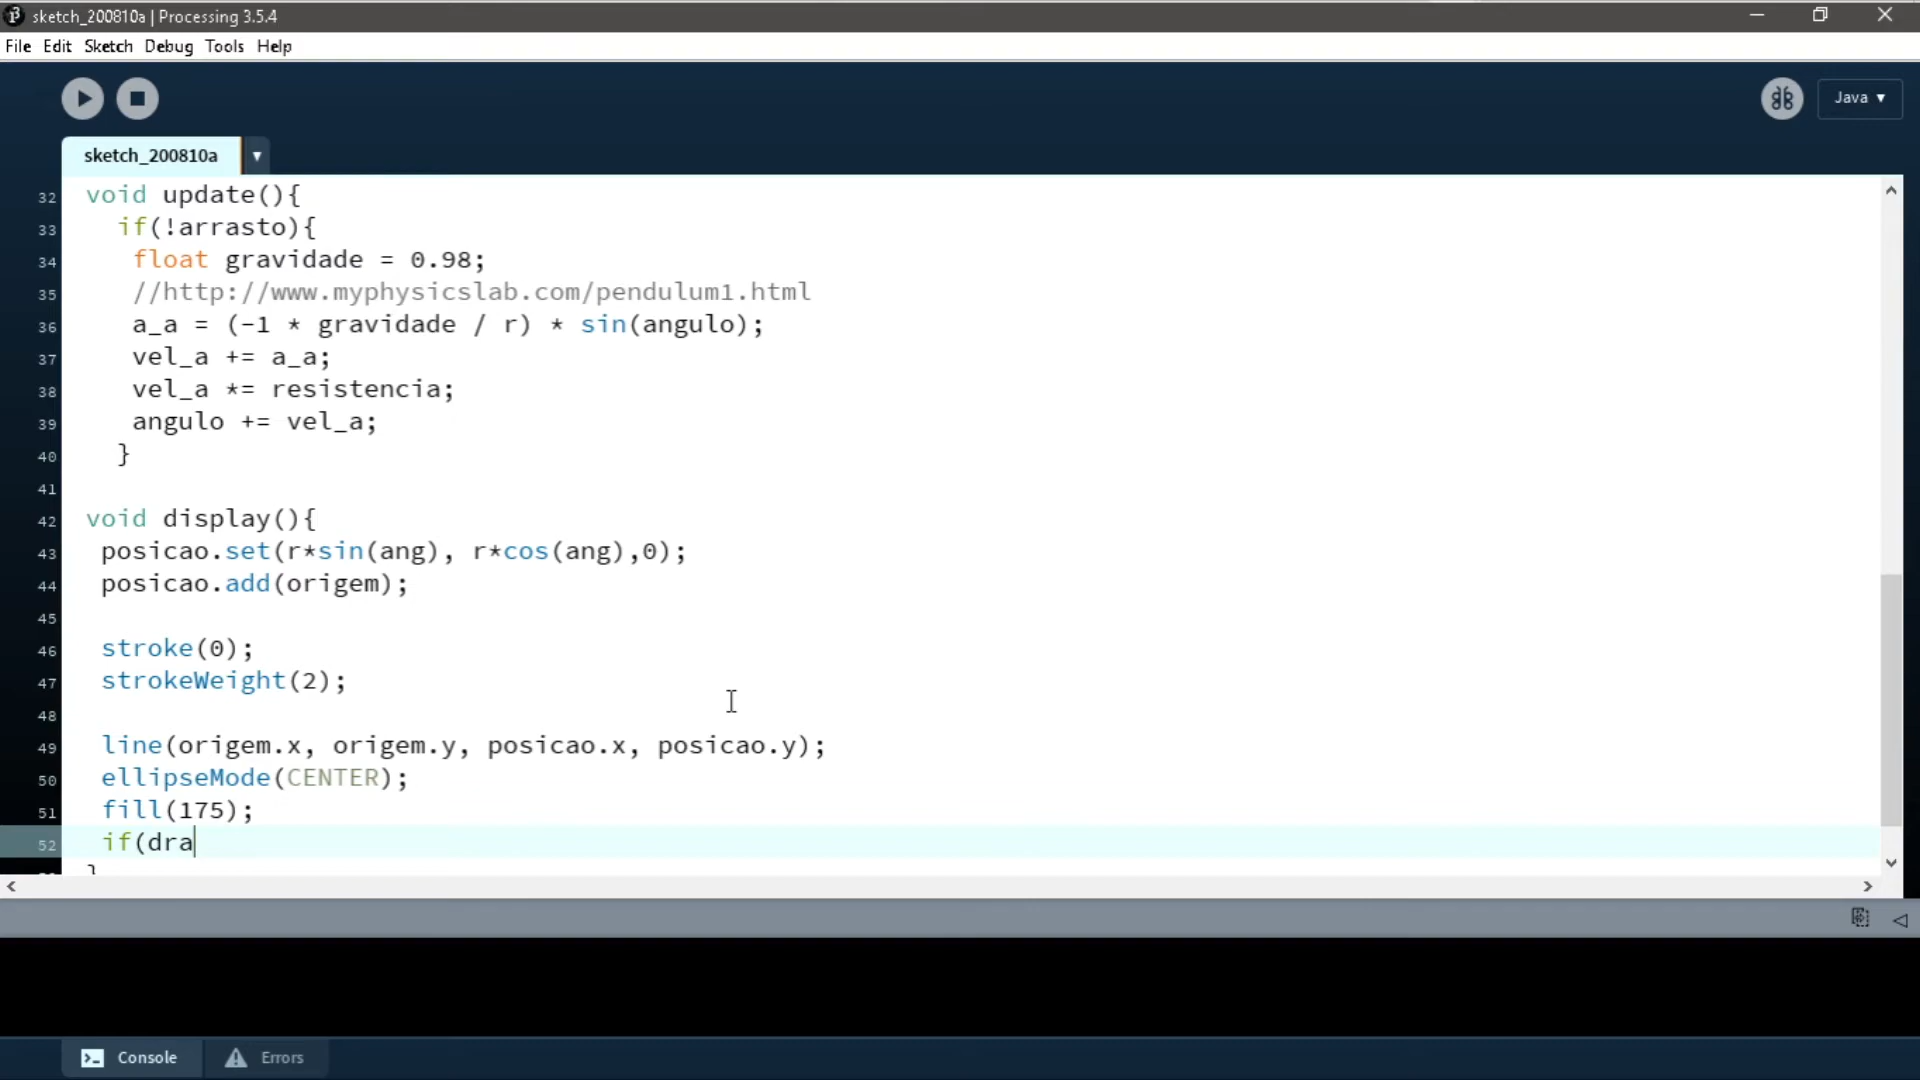 sketch_200810a | Processing 3.5.4
File Edit Sketch Debug Tools Help
Java ▾
sketch_200810a ▾
32 void update(){
33 if(!arrasto){
34 float gravidade = 0.98;
35 //http://www.myphysicslab.com/pendulum1.html
36 a_a = (-1 * gravidade / r) * sin(angulo);
37 vel_a += a_a;
38 vel_a *= resistencia;
39 angulo += vel_a;
40 }
41
42 void display(){
43 posicao.set(r*sin(ang), r*cos(ang),0);
44 posicao.add(origem);
45
46 stroke(0);
47 strokeWeight(2);
48
49 line(origem.x, origem.y, posicao.x, posicao.y);
50 ellipseMode(CENTER);
51 fill(175);
52 if(dra
}
Console Errors